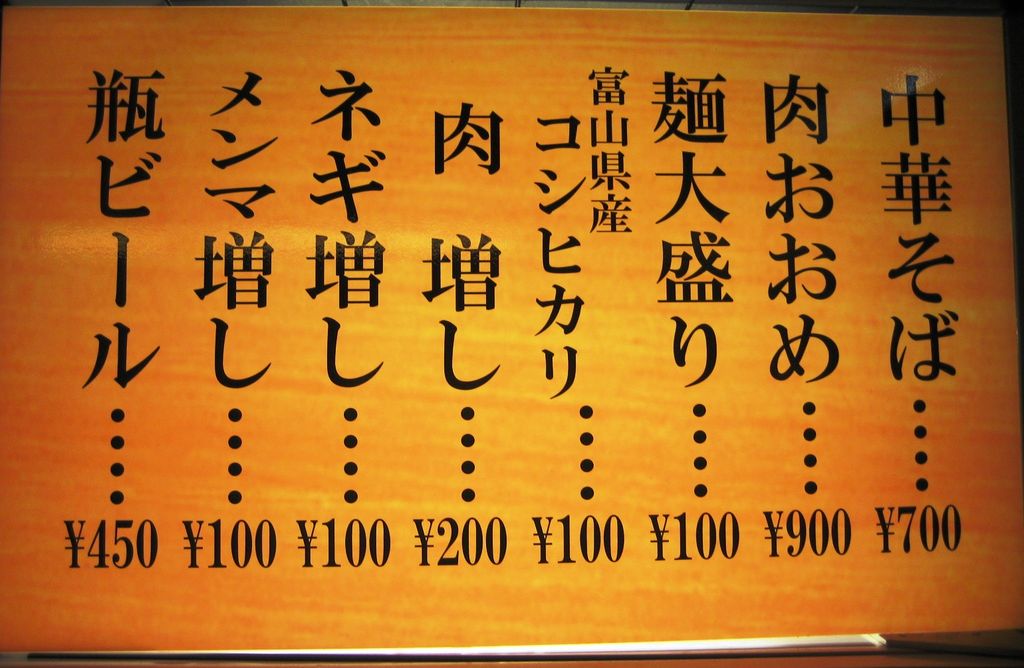 中華そば‥‥¥700
肉おおめ‥‥¥900
麺大盛り‥‥¥100
富山県産
コシヒカリ‥‥¥100
肉増し‥‥¥200
ネギ増し‥‥¥100
メンマ増し‥‥¥100
瓶ビール‥‥¥450